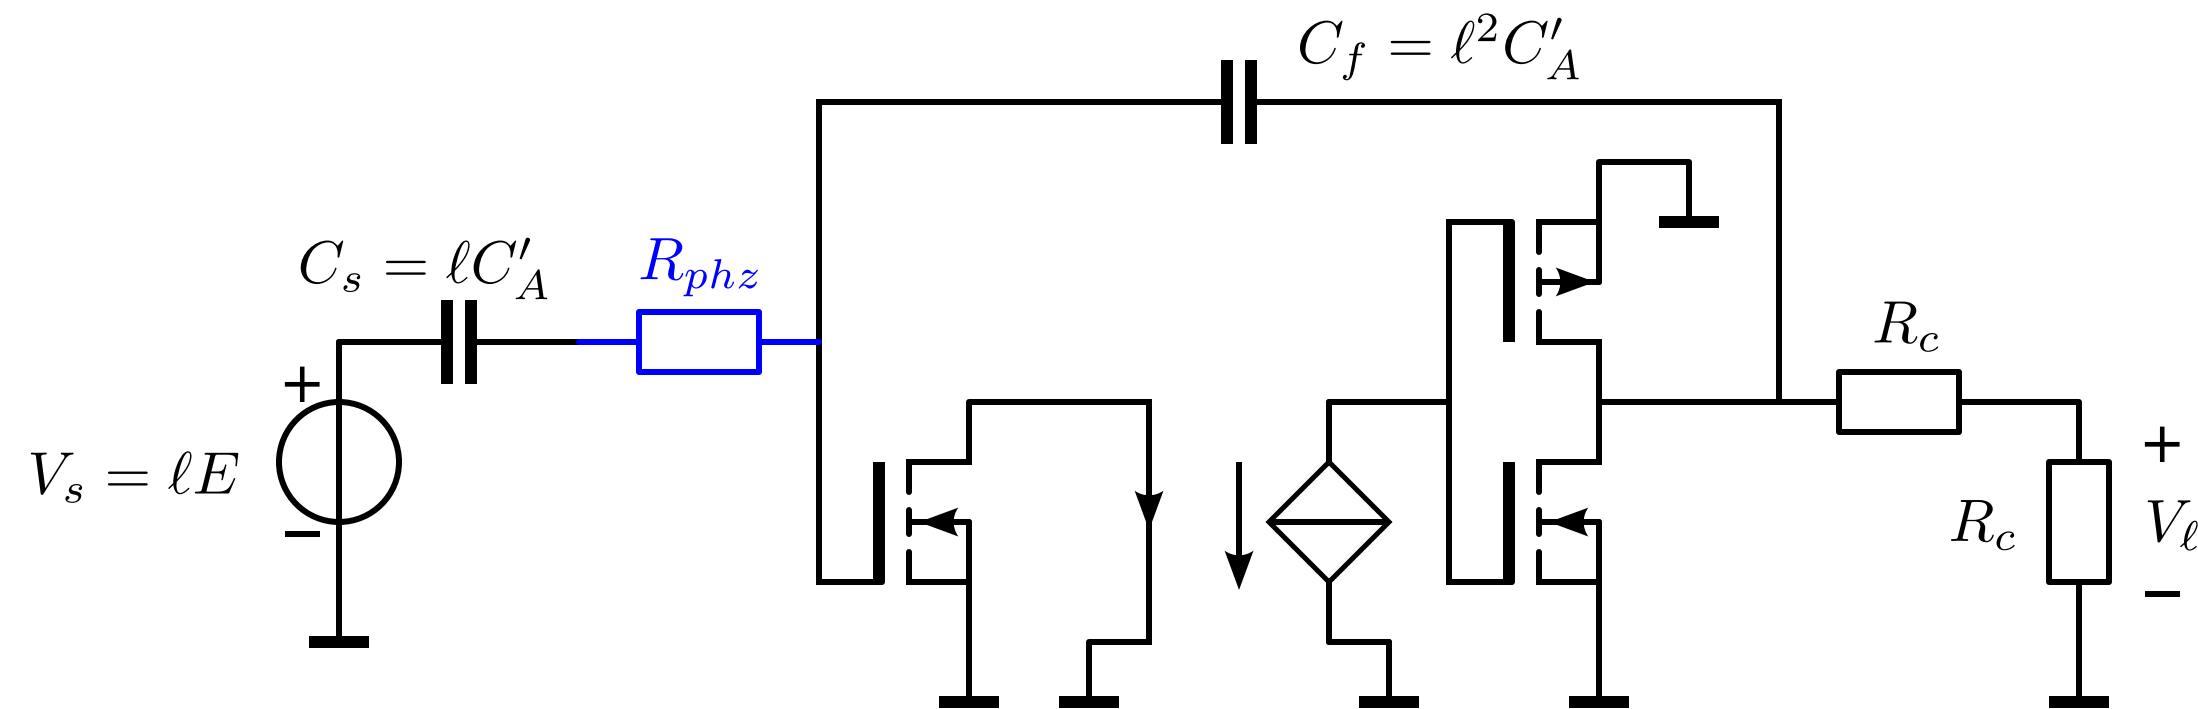 C_f = ℓ²C′_A
C_s = ℓC′_A
R_phz
R_c
+
V_s = ℓE
−
+
R_c
V_ℓ
−